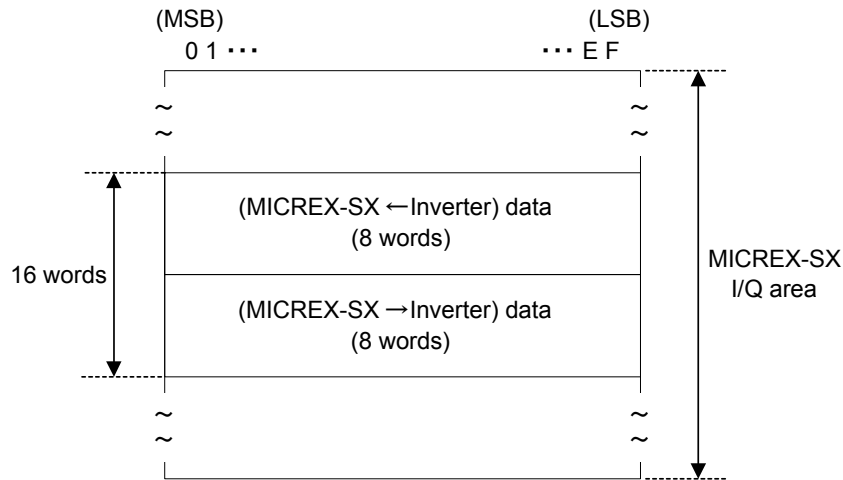 (MSB) (LSB)
0 1 ··· ··· E F
(MICREX-SX ←Inverter) data
(8 words)
16 words
(MICREX-SX →Inverter) data
(8 words)
MICREX-SX
I/Q area